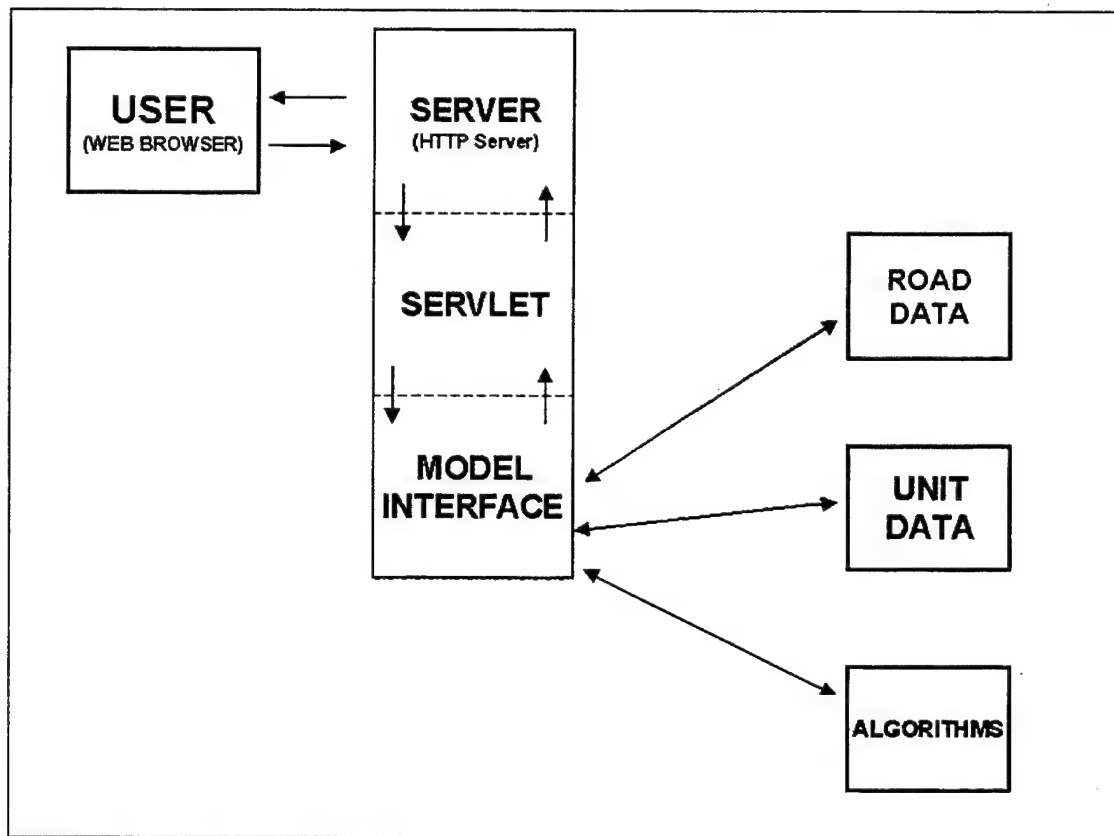 USER
(WEB BROWSER)
SERVER
(HTTP Server)
SERVLET
MODEL
INTERFACE
ROAD
DATA
UNIT
DATA
ALGORITHMS